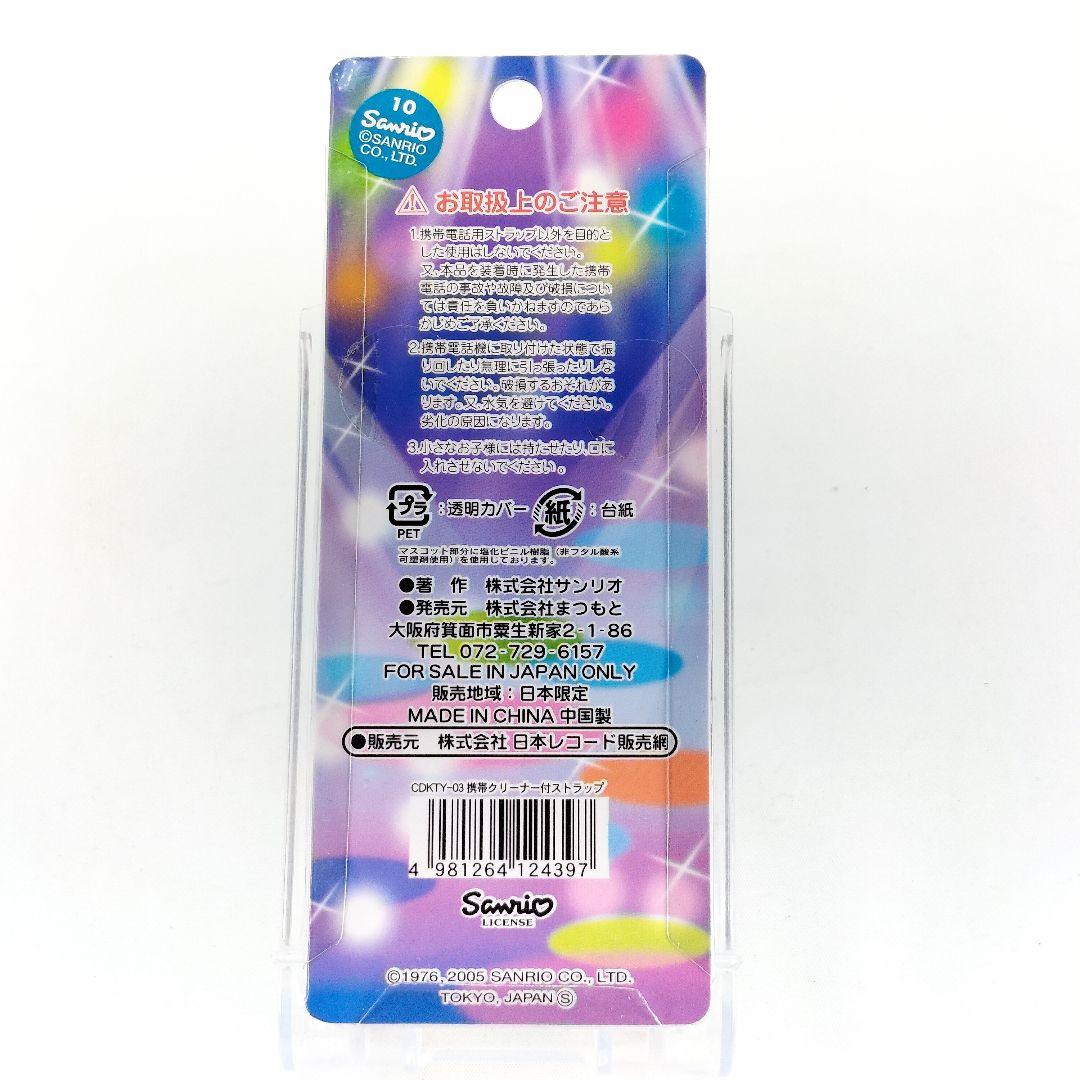 10
Sanrio
©SANRIO
CO., LTD.
お取扱上のご注意
1.携帯電話用ストラップ以外を目的と
した使用はしないでください。
又、本品を装着時に発生した携帯
電話の事故や故障及び破損につい
ては責任を負いかねますのであら
かじめご了承ください。
2.携帯電話機に取り付けた状態で振
り回したり無理に引っ張ったりしな
いでください。破損するおそれがあ
ります。又、水気を避けてください。
劣化の原因になります。
3.小さなお子様には持たせたり、口に
入れさせないでください。
プラ :透明カバー 紙 :台紙
PET
マスコット部分に塩化ビニル樹脂（非フタル酸系
可塑剤使用）を使用しております。
●著 作 株式会社サンリオ
●発売元 株式会社まつもと
大阪府箕面市粟生新家2-1-86
TEL 072-729-6157
FOR SALE IN JAPAN ONLY
販売地域：日本限定
MADE IN CHINA 中国製
●販売元 株式会社 日本レコード販売網
CDKTY-03 携帯クリーナー付ストラップ
4 981264 124397
Sanrio
LICENSE
©1976, 2005 SANRIO CO., LTD.
TOKYO, JAPAN Ⓢ